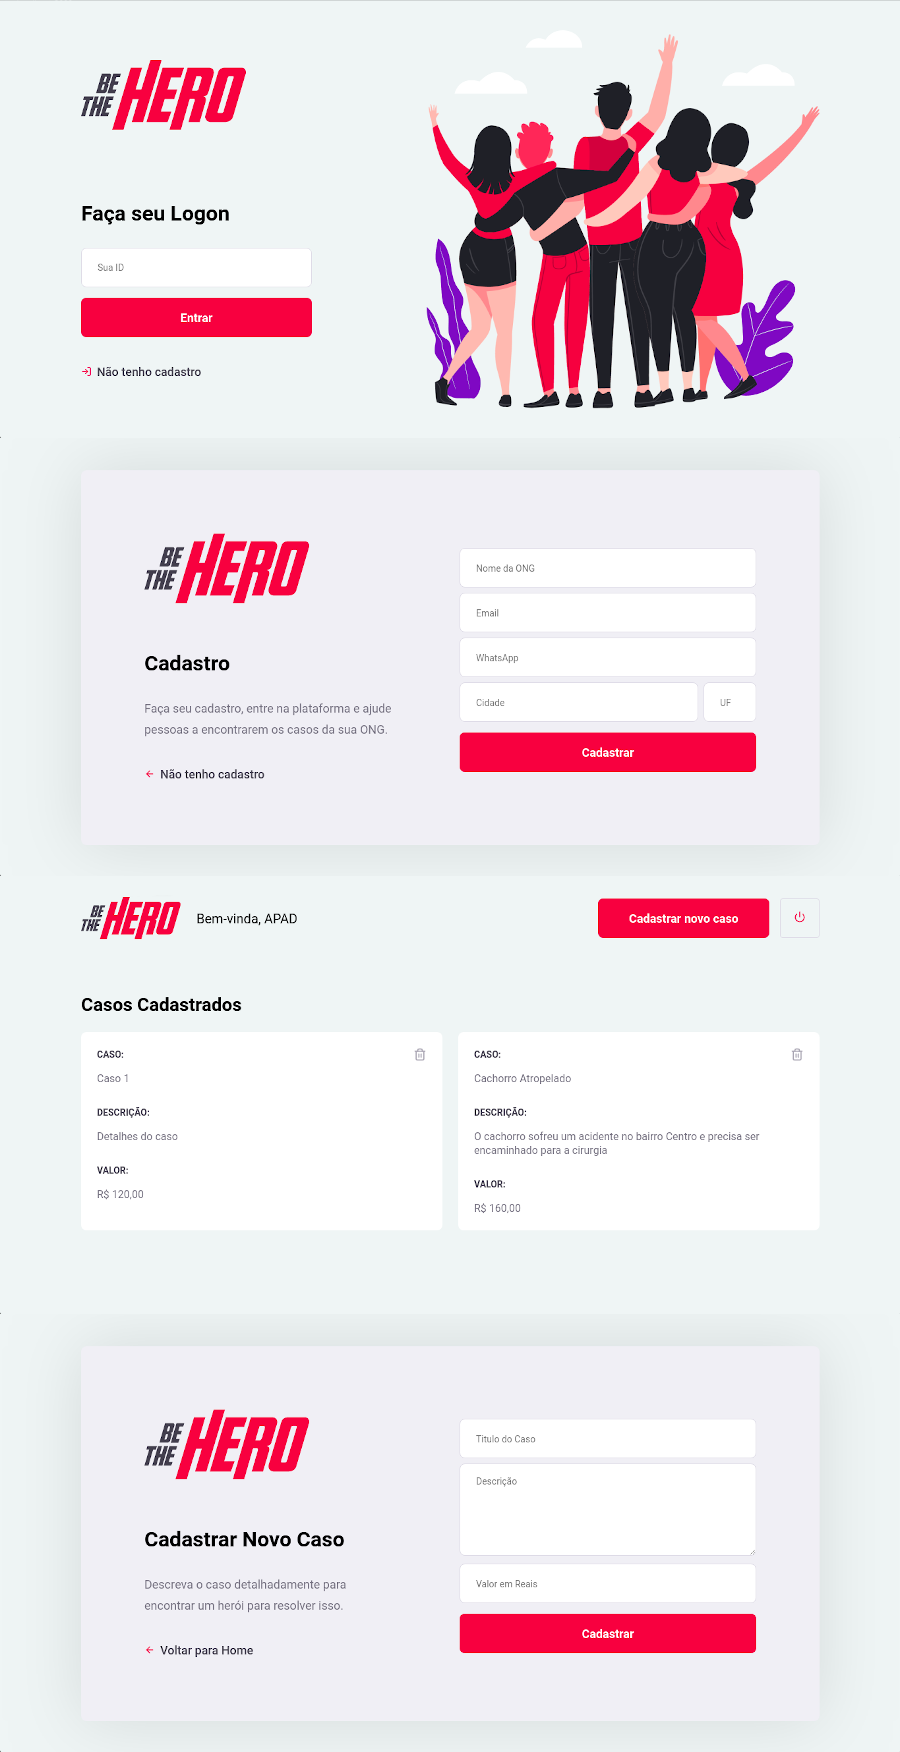 BE
THE HERO
Faça seu Logon
Sua ID
Entrar
Não tenho cadastro
BE
THE HERO
Cadastro
Faça seu cadastro, entre na plataforma e ajude
pessoas a encontrarem os casos da sua ONG.
Não tenho cadastro
Nome da ONG
Email
WhatsApp
Cidade
UF
Cadastrar
BE
THE HERO
Bem-vinda, APAD
Cadastrar novo caso
Casos Cadastrados
CASO:
Caso 1
DESCRIÇÃO:
Detalhes do caso
VALOR:
R$ 120,00
CASO:
Cachorro Atropelado
DESCRIÇÃO:
O cachorro sofreu um acidente no bairro Centro e precisa ser
encaminhado para a cirurgia
VALOR:
R$ 160,00
BE
THE HERO
Cadastrar Novo Caso
Descreva o caso detalhadamente para
encontrar um herói para resolver isso.
Voltar para Home
Titulo do Caso
Descrição
Valor em Reais
Cadastrar